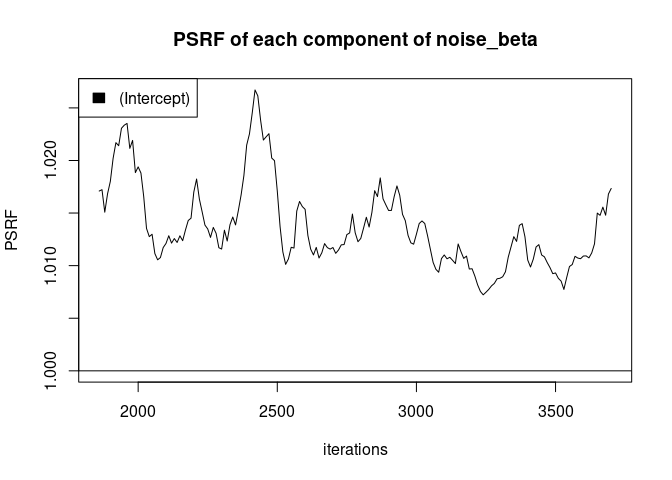 PSRF of each component of noise_beta
(Intercept)
PSRF
1.020
1.010
1.000
2000 2500 3000 3500
iterations